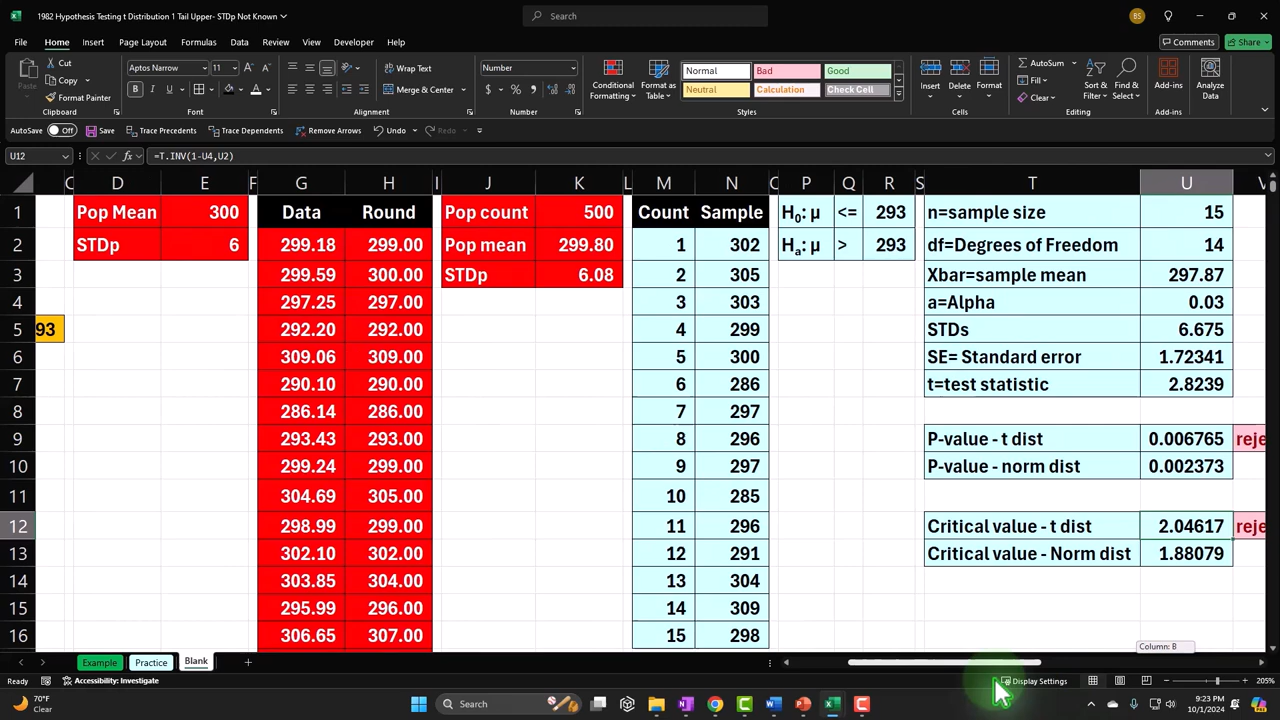 1982 Hypothesis Testing t Distribution 1 Tail Upper- STDp Not Known
Search
BS
File Home Insert Page Layout Formulas Data Review View Developer Help
Comments Share
Paste Cut Copy Format Painter Clipboard
Aptos Narrow 11 Font
Wrap Text Merge & Center Alignment
Number Number
Conditional Formatting Format as Table
Normal Bad Good
Neutral Calculation Check Cell
Styles
Insert Delete Format Cells
AutoSum Fill Clear Sort & Filter Find & Select Editing
Add-ins Add-ins
Analyze Data
AutoSave Off Save Trace Precedents Trace Dependents Remove Arrows Undo Redo
U12 fx =T.INV(1-U4,U2)
C D E F G H I J K L M N O P Q R S T U V
1 Pop Mean 300 Data Round Pop count 500 Count Sample H0: µ <= 293 n=sample size 15
2 STDp 6 299.18 299.00 Pop mean 299.80 1 302 Ha: µ > 293 df=Degrees of Freedom 14
3 299.59 300.00 STDp 6.08 2 305 Xbar=sample mean 297.87
4 297.25 297.00 3 303 a=Alpha 0.03
5 93 292.20 292.00 4 299 STDs 6.675
6 309.06 309.00 5 300 SE= Standard error 1.72341
7 290.10 290.00 6 286 t=test statistic 2.8239
8 286.14 286.00 7 297
9 293.43 293.00 8 296 P-value - t dist 0.006765 reje
10 299.24 299.00 9 297 P-value - norm dist 0.002373
11 304.69 305.00 10 285
12 298.99 299.00 11 296 Critical value - t dist 2.04617 reje
13 302.10 302.00 12 291 Critical value - Norm dist 1.88079
14 303.85 304.00 13 304
15 295.99 296.00 14 309
16 306.65 307.00 15 298
Column: B
Example Practice Blank
Ready Accessibility: Investigate Display Settings 205%
70°F
Clear
Search
9:23 PM
10/1/2024